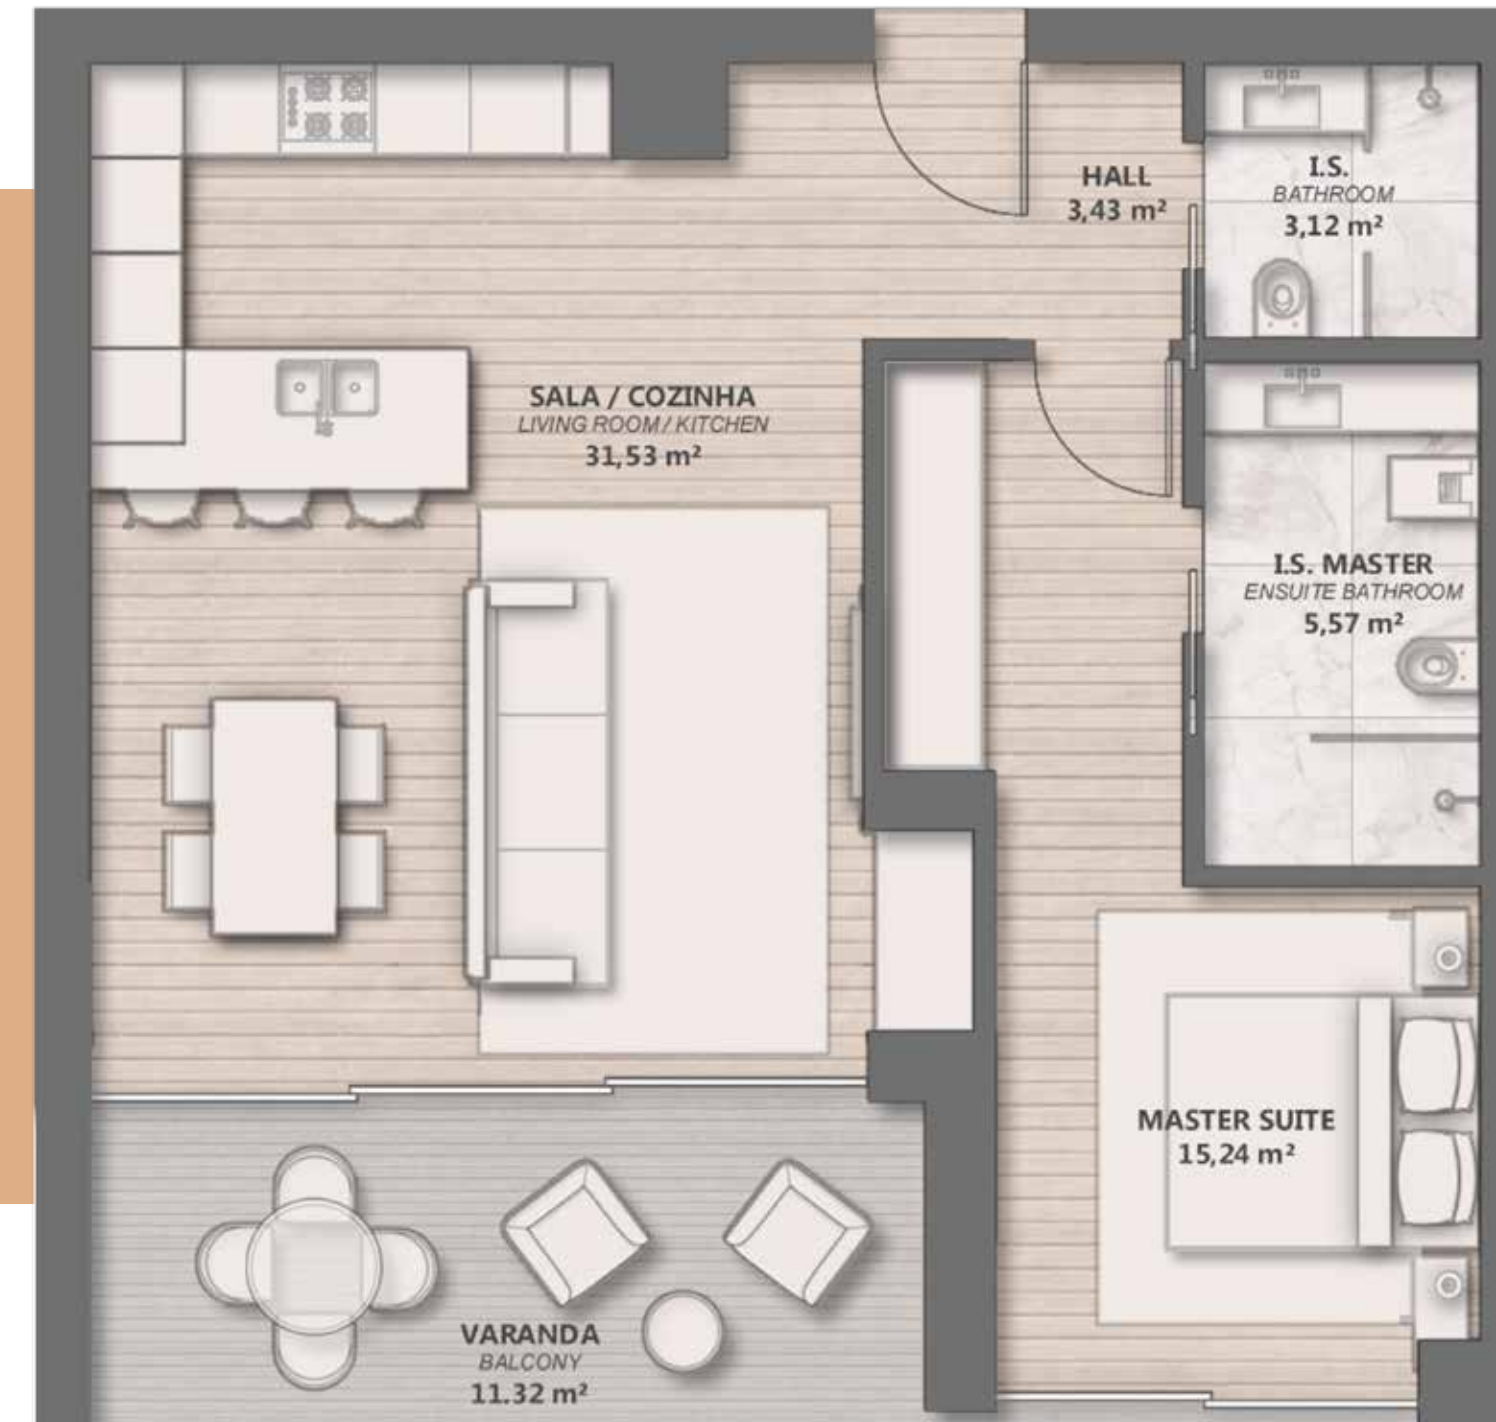 HALL
3,43 m²
I.S.
BATHROOM
3,12 m²
SALA / COZINHA
LIVING ROOM / KITCHEN
31,53 m²
I.S. MASTER
ENSUITE BATHROOM
5,57 m²
MASTER SUITE
15,24 m²
VARANDA
BALCONY
11.32 m²